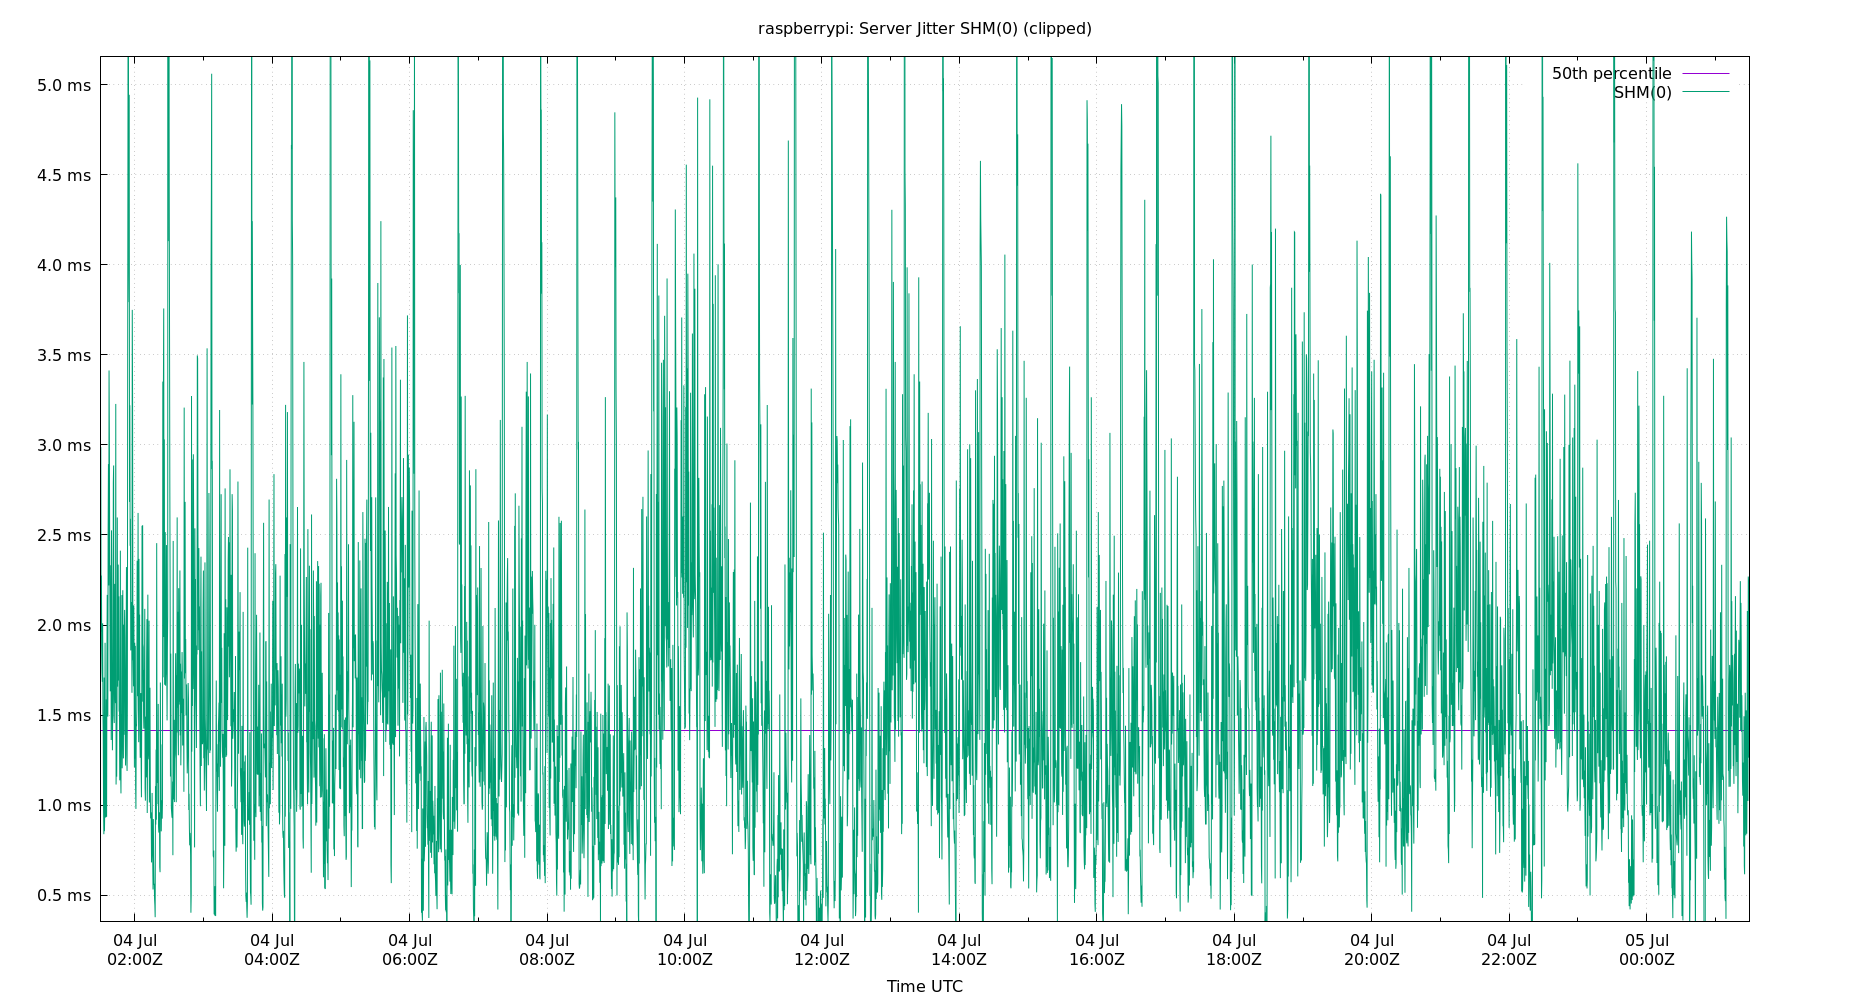 raspberrypi: Server Jitter SHM(0) (clipped)
50th percentile
SHM(0)
5.0 ms
4.5 ms
4.0 ms
3.5 ms
3.0 ms
2.5 ms
2.0 ms
1.5 ms
1.0 ms
0.5 ms
04 Jul 04 Jul 04 Jul 04 Jul 04 Jul 04 Jul 04 Jul 04 Jul 04 Jul 04 Jul 04 Jul 05 Jul
02:00Z 04:00Z 06:00Z 08:00Z 10:00Z 12:00Z 14:00Z 16:00Z 18:00Z 20:00Z 22:00Z 00:00Z
Time UTC